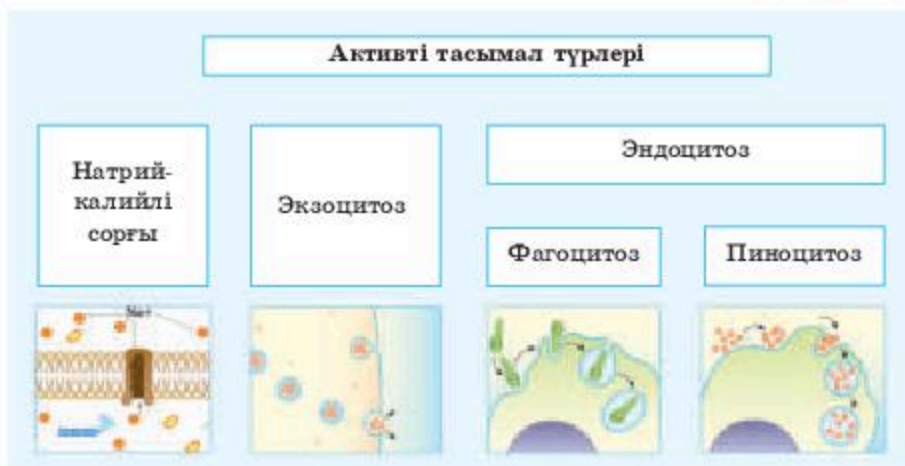 Активті тасымал түрлері
Натрий-
калийлі
сорғы
Экзоцитоз
Эндоцитоз
Фагоцитоз
Пиноцитоз